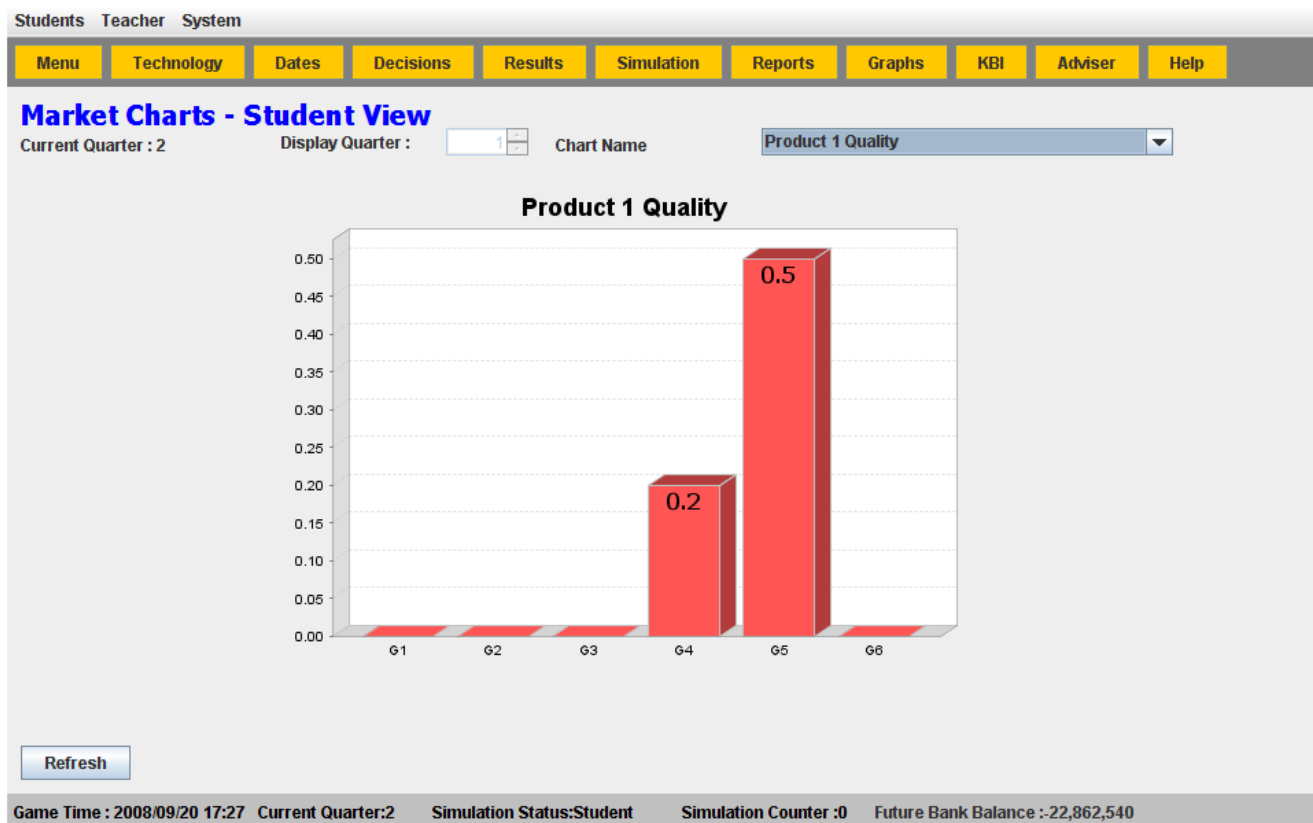 Students Teacher System
Menu Technology Dates Decisions Results Simulation Reports Graphs KBI Adviser Help
Market Charts - Student View
Current Quarter : 2 Display Quarter : 1 Chart Name Product 1 Quality
Product 1 Quality
0.50
0.5
0.45
0.40
0.35
0.30
0.25
0.20
0.2
0.15
0.10
0.05
0.00
G1 G2 G3 G4 G5 G6
Refresh
Game Time : 2008/09/20 17:27 Current Quarter:2 Simulation Status:Student Simulation Counter :0 Future Bank Balance :-22,862,540